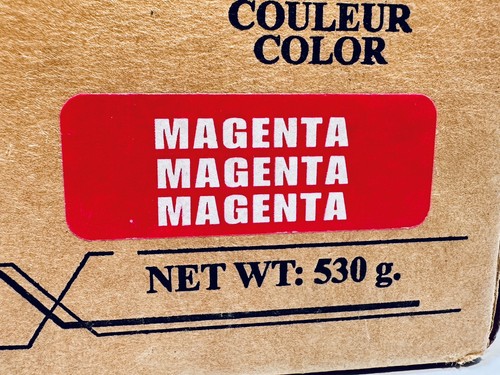 COULEUR
COLOR
MAGENTA
MAGENTA
MAGENTA
NET WT: 530 g.